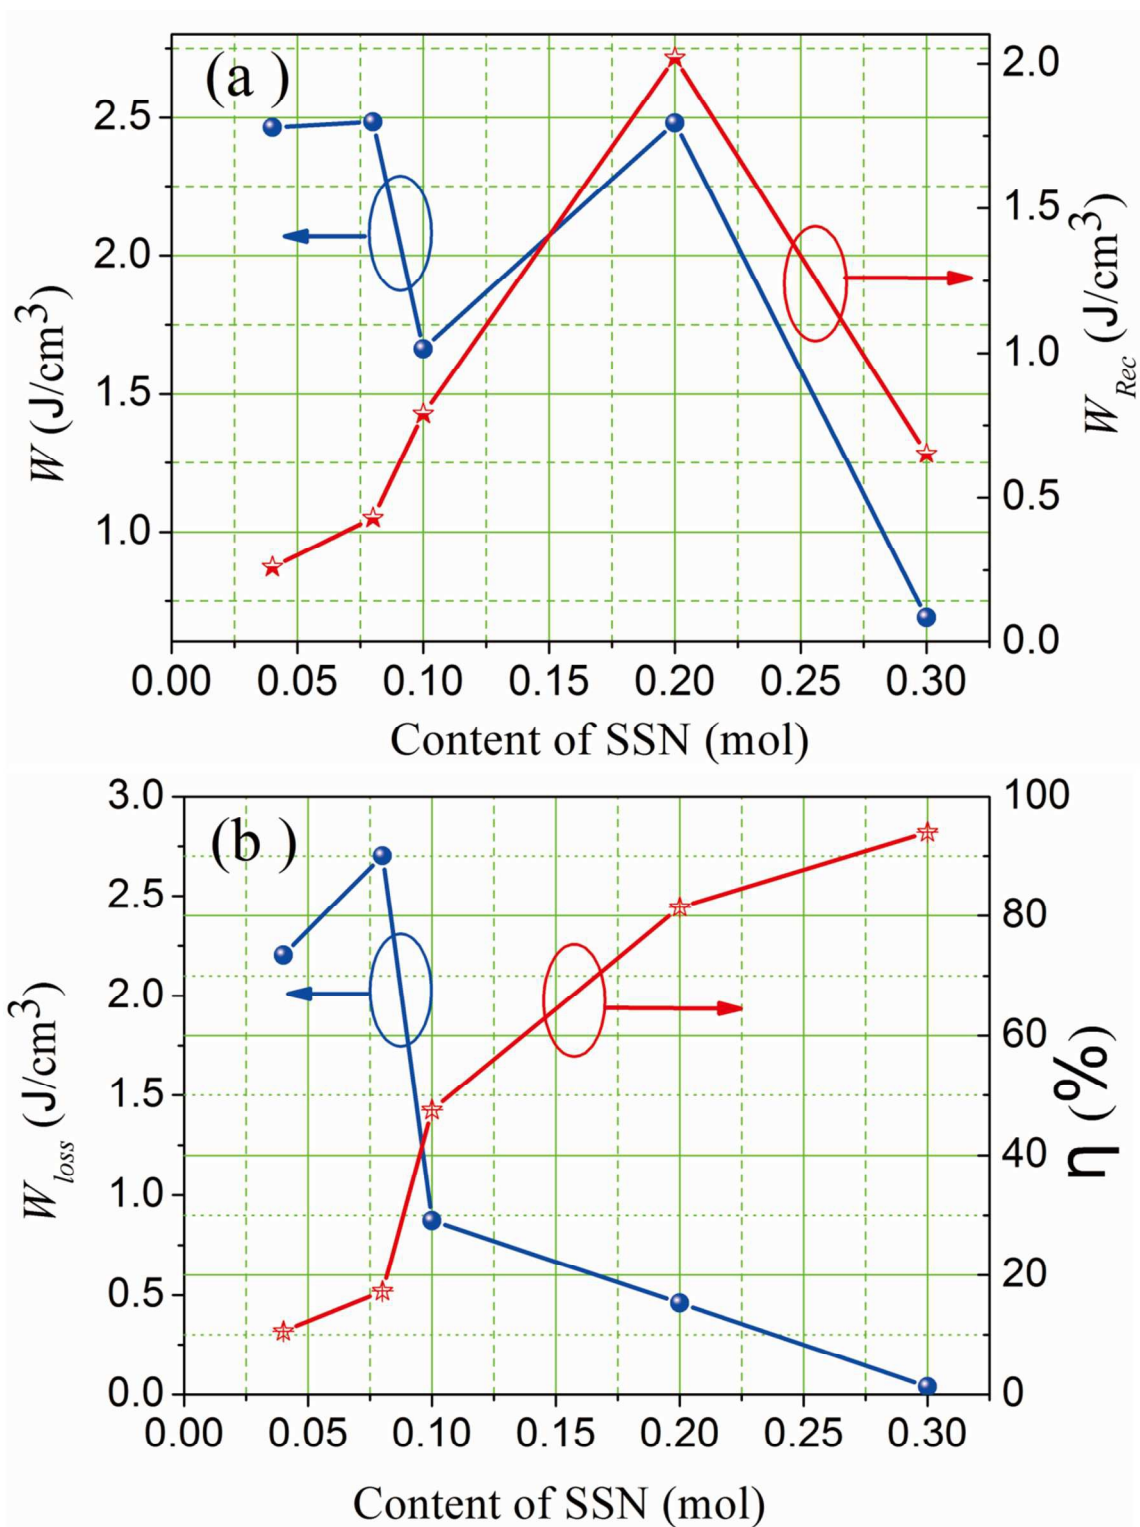 (a )
2.5
2.0
1.5
1.0
W (J/cm³)
2.0
1.5
1.0
0.5
0.0
W_Rec (J/cm³)
0.00 0.05 0.10 0.15 0.20 0.25 0.30
Content of SSN (mol)
(b )
3.0
2.5
2.0
1.5
1.0
0.5
0.0
W_loss (J/cm³)
100
80
60
40
20
0
η (%)
0.00 0.05 0.10 0.15 0.20 0.25 0.30
Content of SSN (mol)